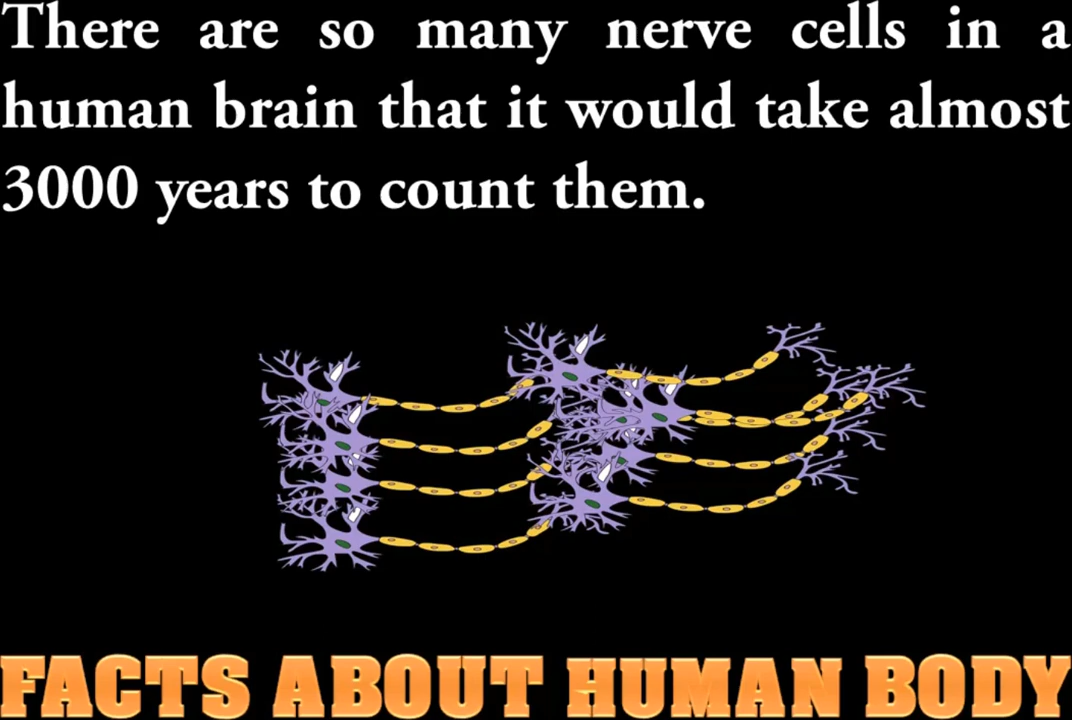 There are so many nerve cells in a
human brain that it would take almost
3000 years to count them.
FACTS ABOUT HUMAN BODY